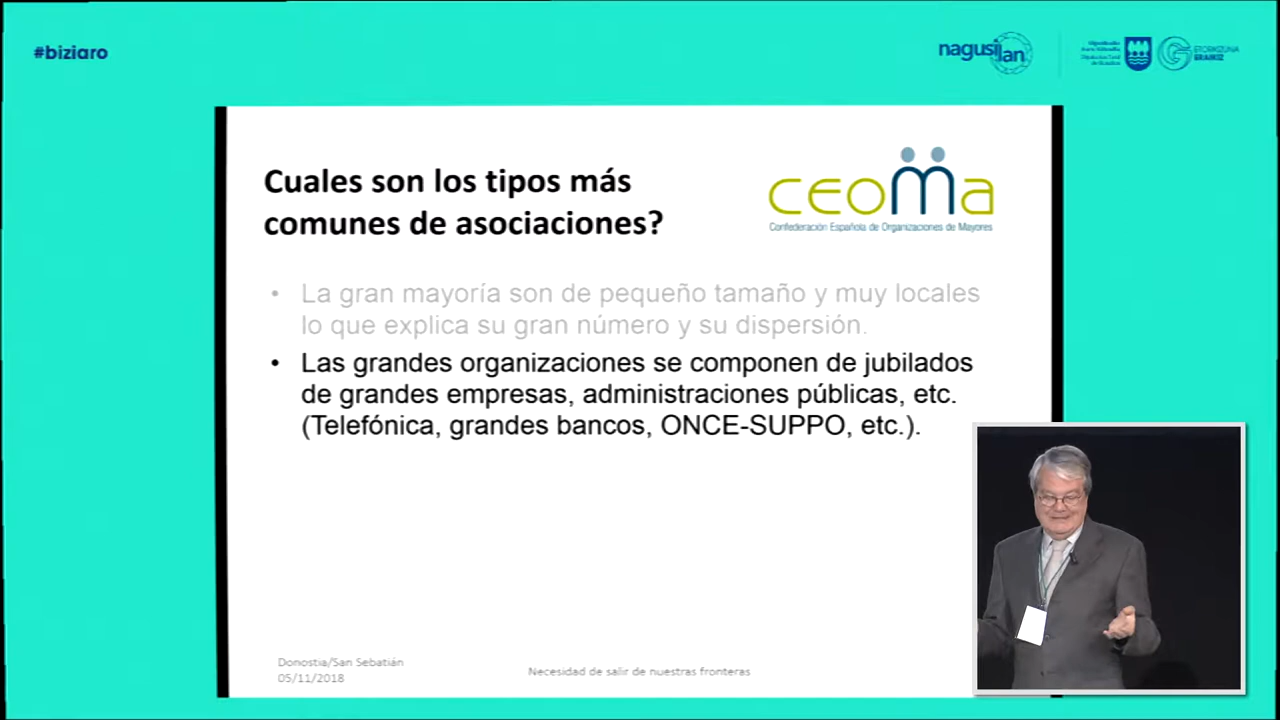 #biziaro
nagusilan
ETORKIZUNA
GRAIKIZ
Cuales son los tipos más
comunes de asociaciones?
ceoma
Confederación Española de Organizaciones de Mayores
• La gran mayoría son de pequeño tamaño y muy locales
lo que explica su gran número y su dispersión.
• Las grandes organizaciones se componen de jubilados
de grandes empresas, administraciones públicas, etc.
(Telefónica, grandes bancos, ONCE-SUPPO, etc.).
Donostia/San Sebatián
05/11/2018
Necesidad de salir de nuestras fronteras